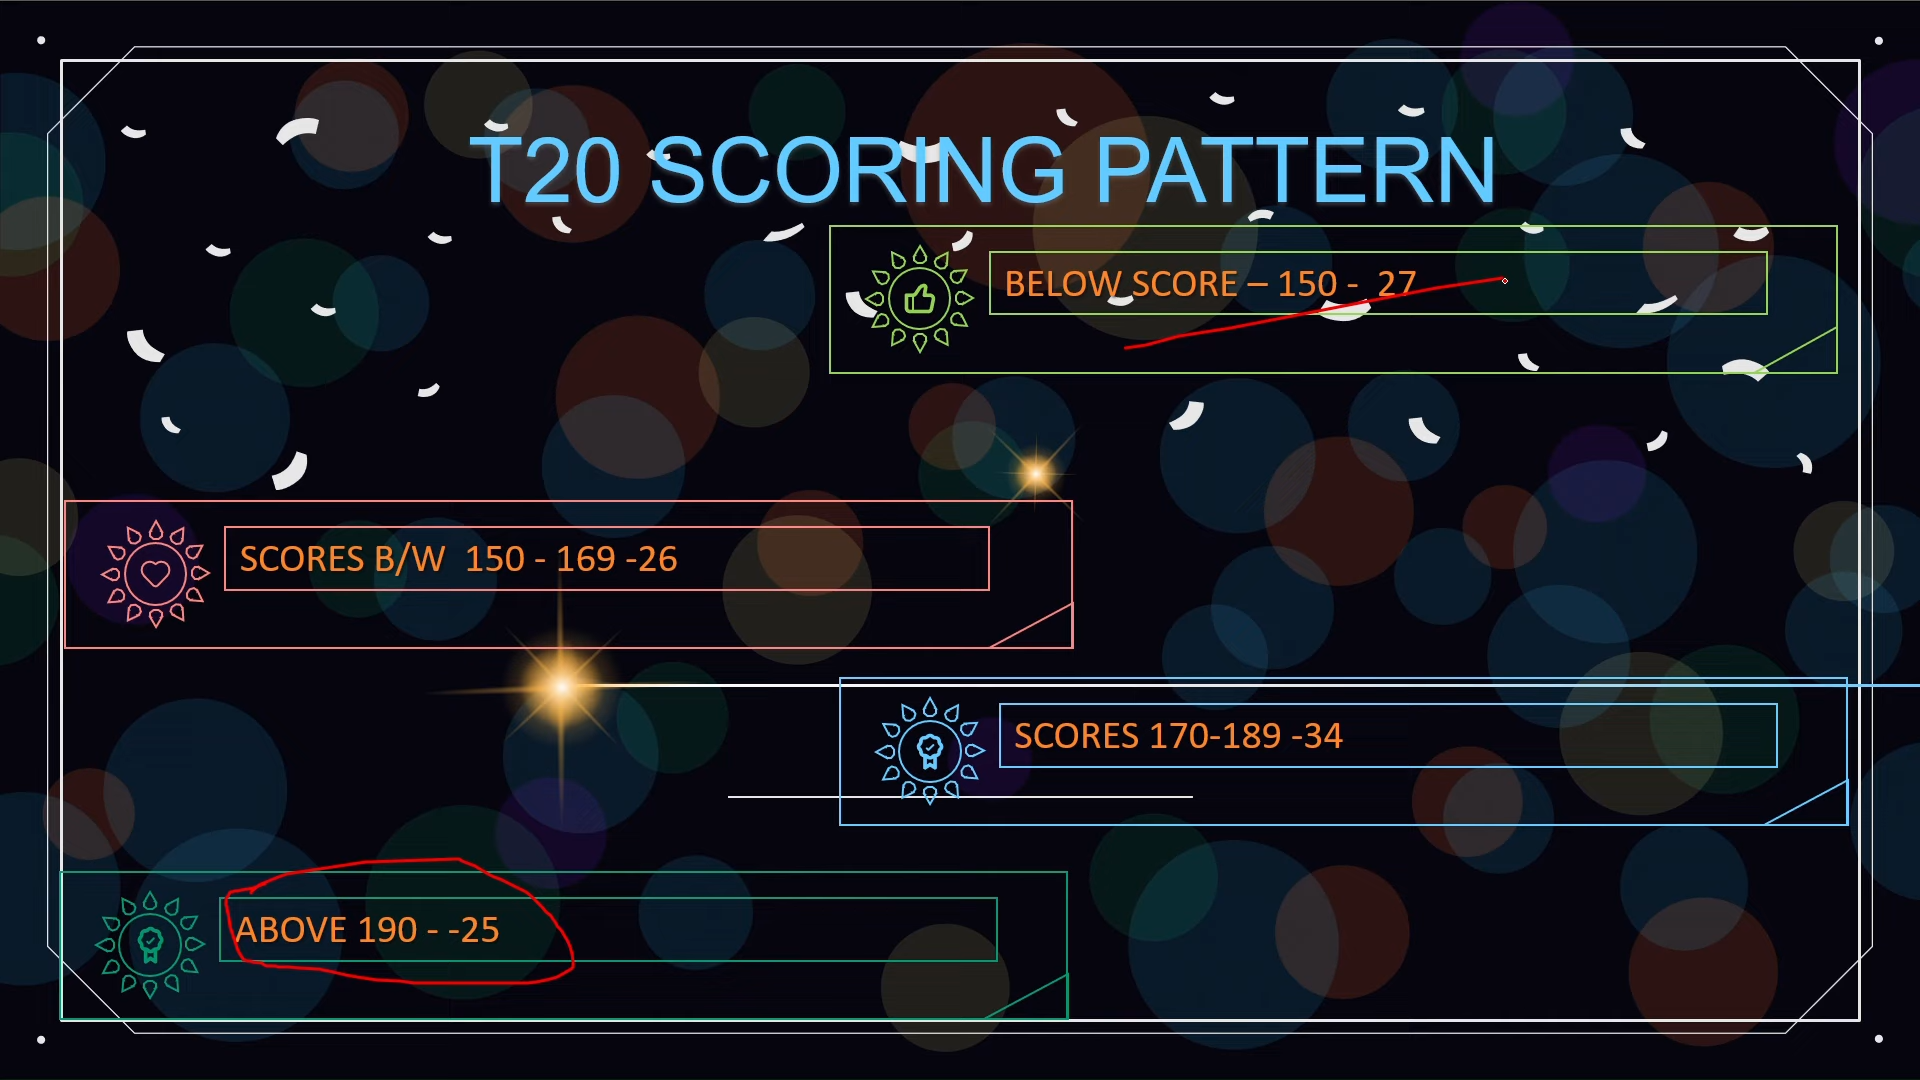 T20 SCORING PATTERN
BELOW SCORE – 150 -  27
SCORES B/W  150 - 169 -26
SCORES 170-189 -34
ABOVE 190 - -25